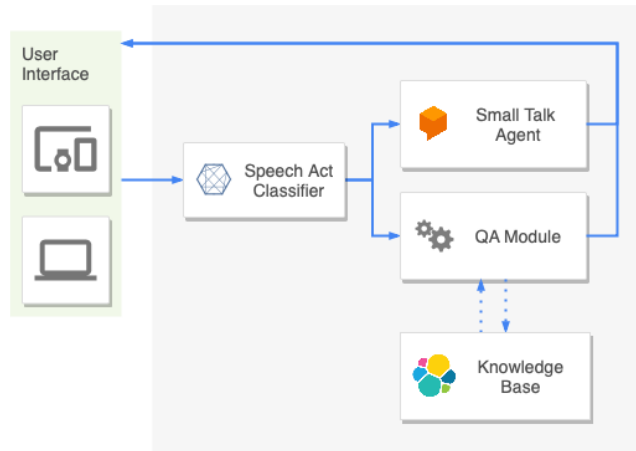 User
Interface
Speech Act
Classifier
Small Talk
Agent
QA Module
Knowledge
Base